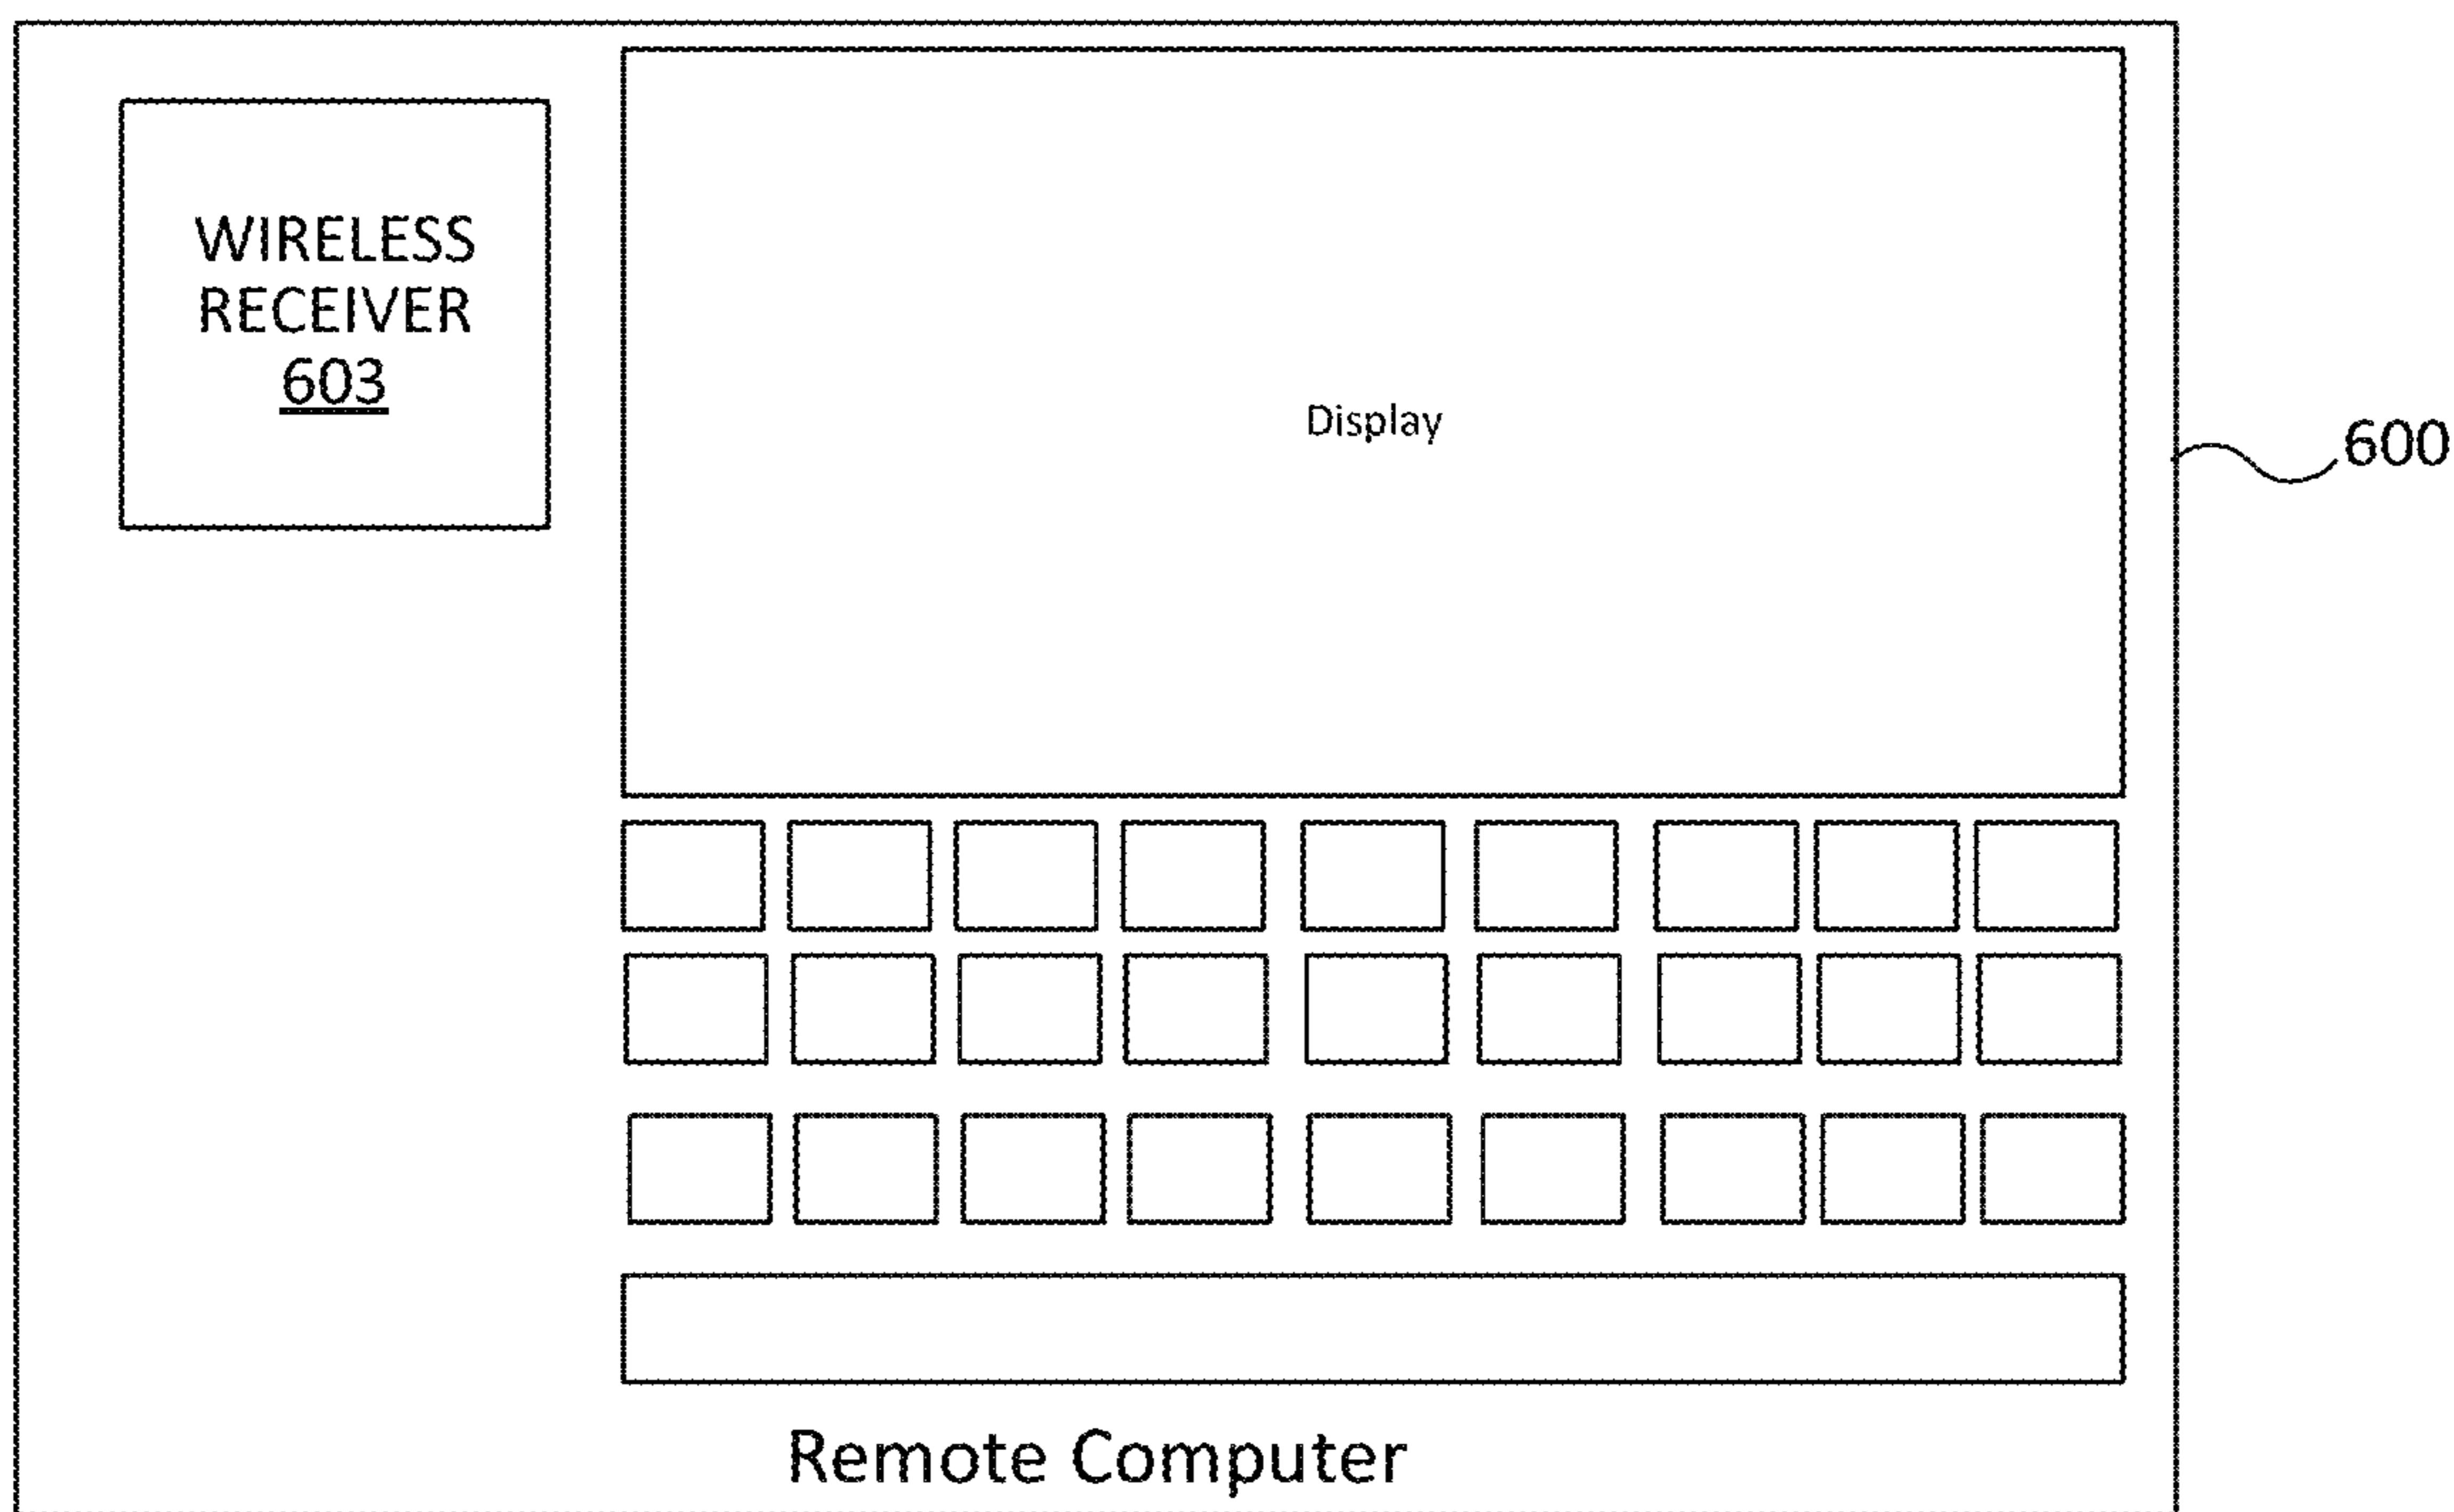 WIRELESS
RECEIVER
603
Display
600
Remote Computer